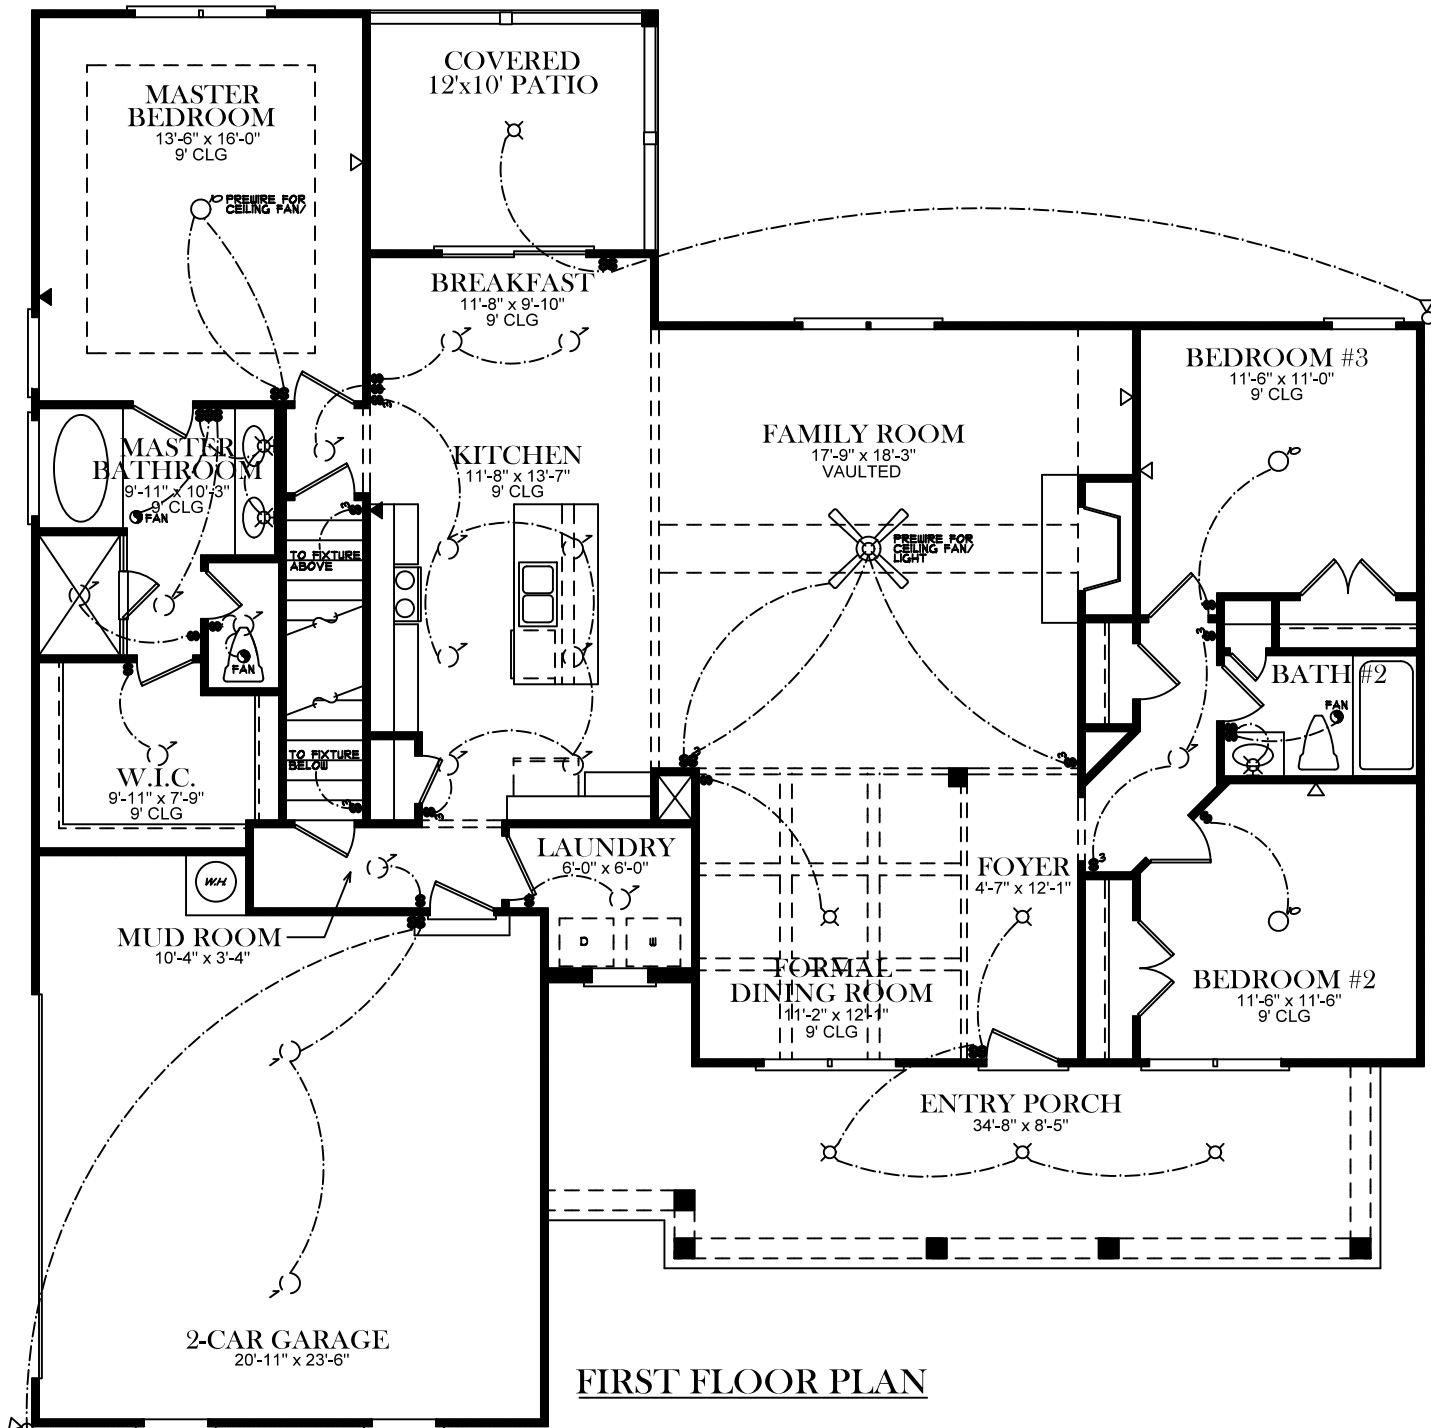 COVERED
12'x10' PATIO
MASTER
BEDROOM
13'-6" x 16'-0"
9' CLG
PREWIRE FOR
CEILING FAN/
BREAKFAST
11'-8" x 9'-10"
9' CLG
BEDROOM #3
11'-6" x 11'-0"
9' CLG
FAMILY ROOM
17'-9" x 18'-3"
VAULTED
PREWIRE FOR
CEILING FAN/
LIGHT
KITCHEN
11'-8" x 13'-7"
9' CLG
MASTER
BATHROOM
9'-11" x 10'-3"
9' CLG
FAN
TO FIXTURE
ABOVE
FAN
BATH #2
FAN
TO FIXTURE
BELOW
W.I.C.
9'-11" x 7'-9"
9' CLG
W.H.
LAUNDRY
6'-0" x 6'-0"
D
W
FOYER
4'-7" x 12'-1"
MUD ROOM
10'-4" x 3'-4"
FORMAL
DINING ROOM
11'-2" x 12'-1"
9' CLG
BEDROOM #2
11'-6" x 11'-6"
9' CLG
ENTRY PORCH
34'-8" x 8'-5"
2-CAR GARAGE
20'-11" x 23'-6"
FIRST FLOOR PLAN